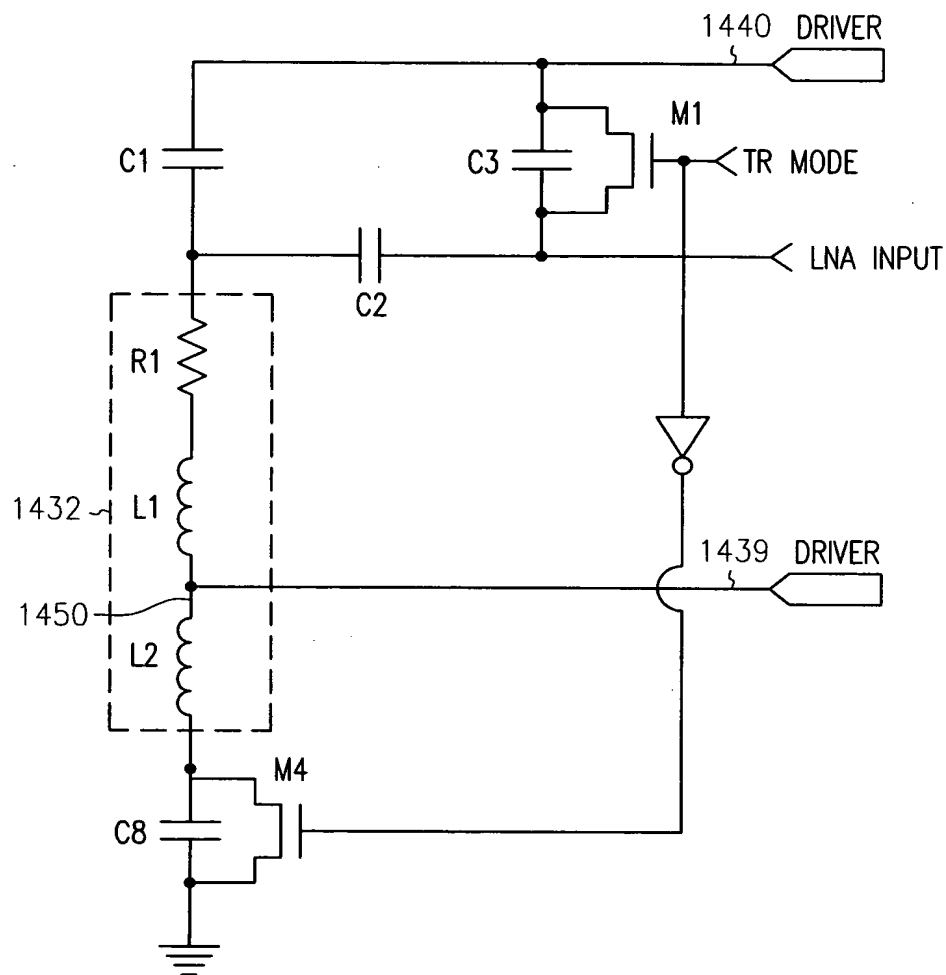 1440 DRIVER
M1
C1
C3
TR MODE
LNA INPUT
C2
R1
1432
L1
1439 DRIVER
1450
L2
M4
C8